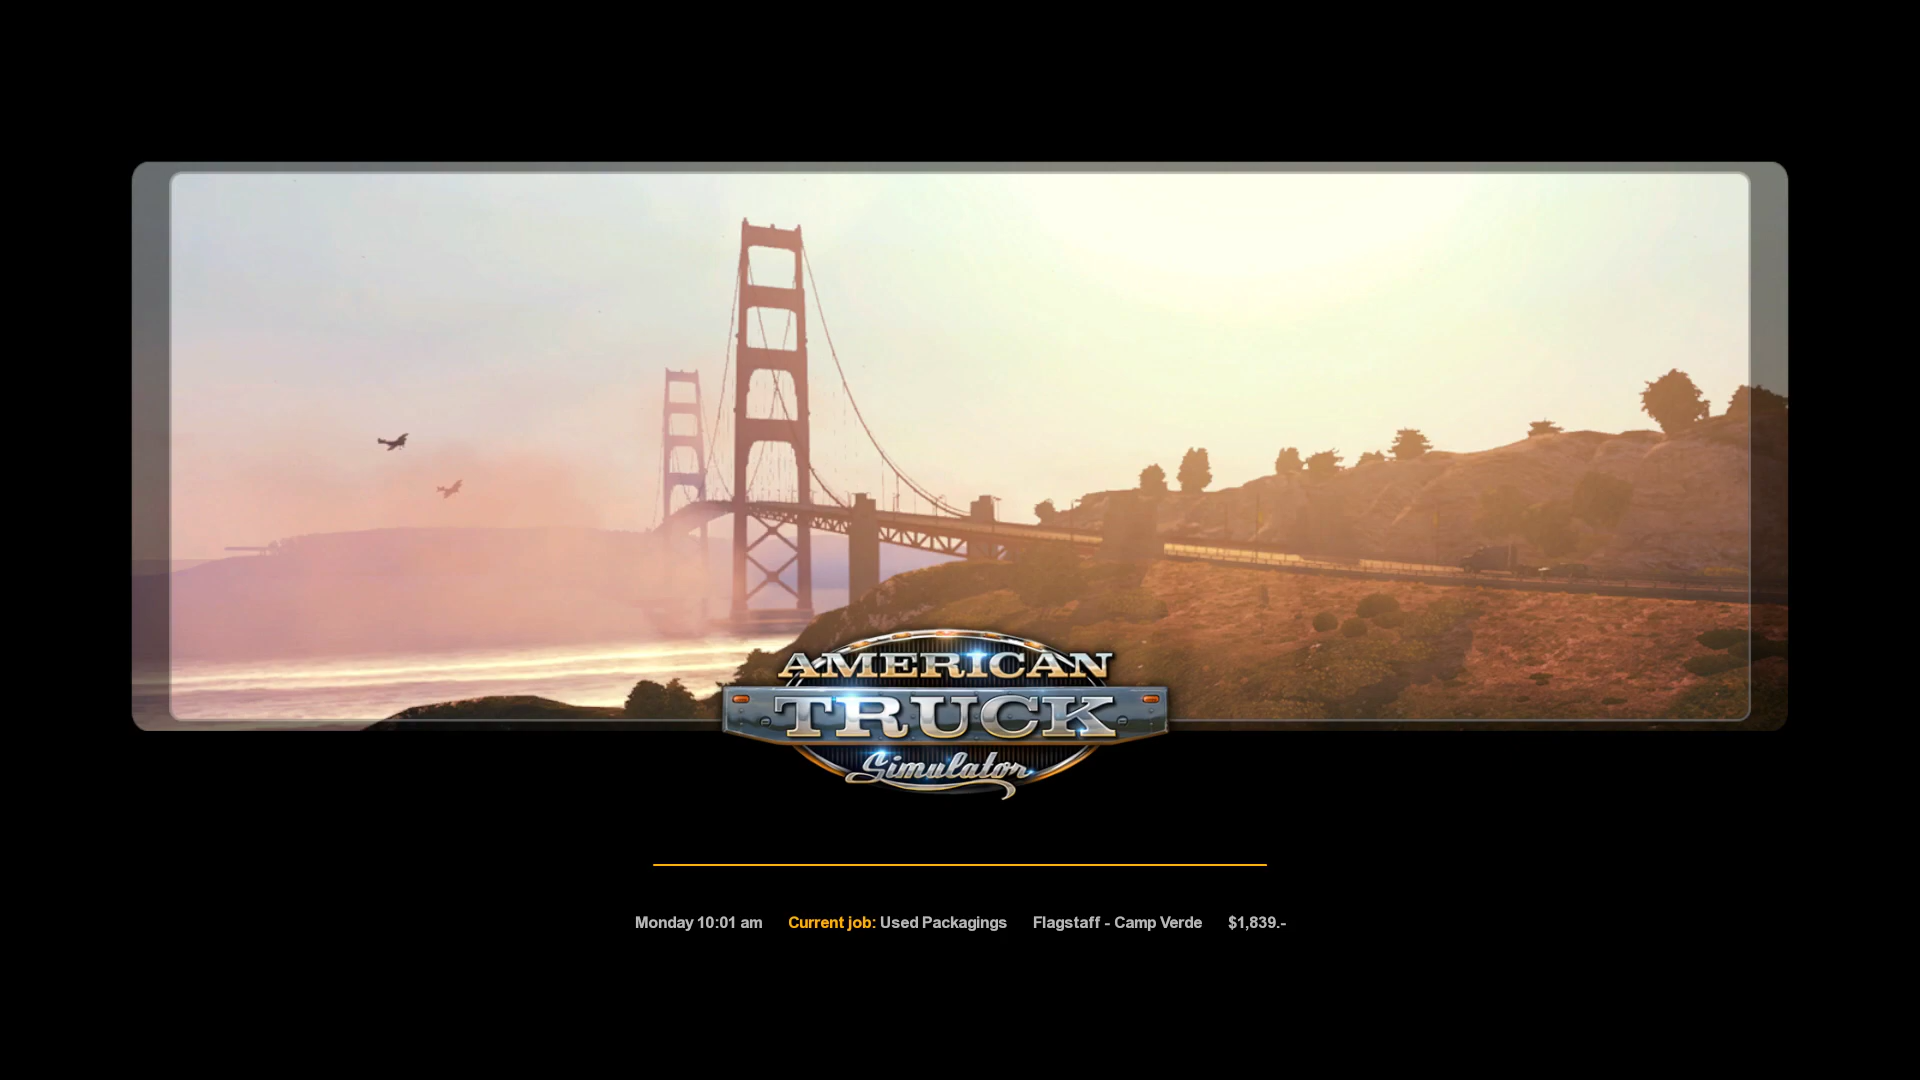 AMERICAN
TRUCK
Simulator
Monday 10:01 am Current job: Used Packagings Flagstaff - Camp Verde $1,839.-